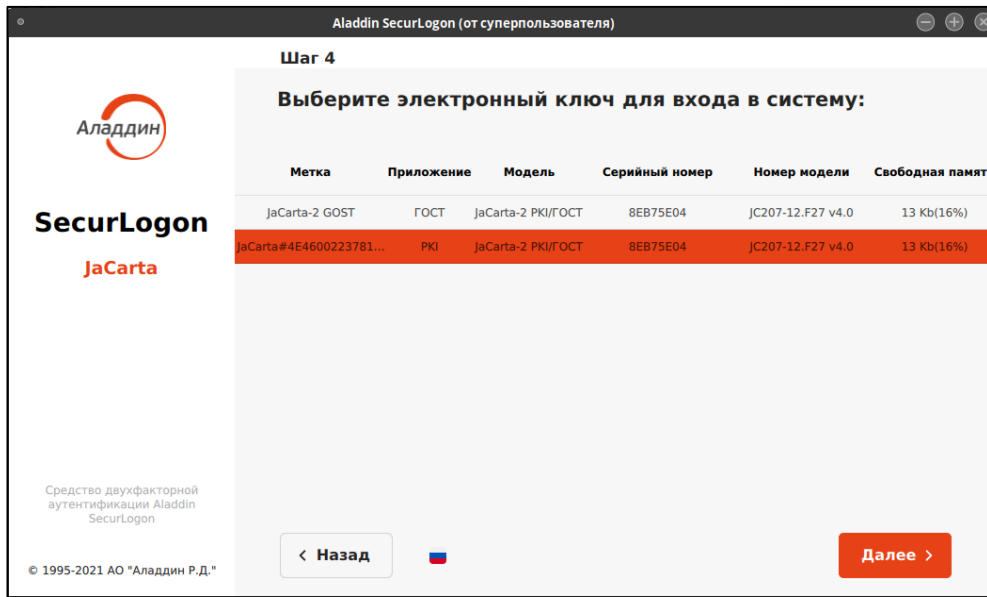 Aladdin SecurLogon (от суперпользователя)
Шаг 4
Выберите электронный ключ для входа в систему:
Аладдин
SecurLogon
JaCarta
Метка Приложение Модель Серийный номер Номер модели Свободная памят
JaCarta-2 GOST ГОСТ JaCarta-2 PKI/ГОСТ 8EB75E04 JC207-12.F27 v4.0 13 Kb(16%)
JaCarta#4E4600223781... PKI JaCarta-2 PKI/ГОСТ 8EB75E04 JC207-12.F27 v4.0 13 Kb(16%)
Средство двухфакторной
аутентификации Aladdin
SecurLogon
© 1995-2021 АО "Аладдин Р.Д."
Назад
Далее